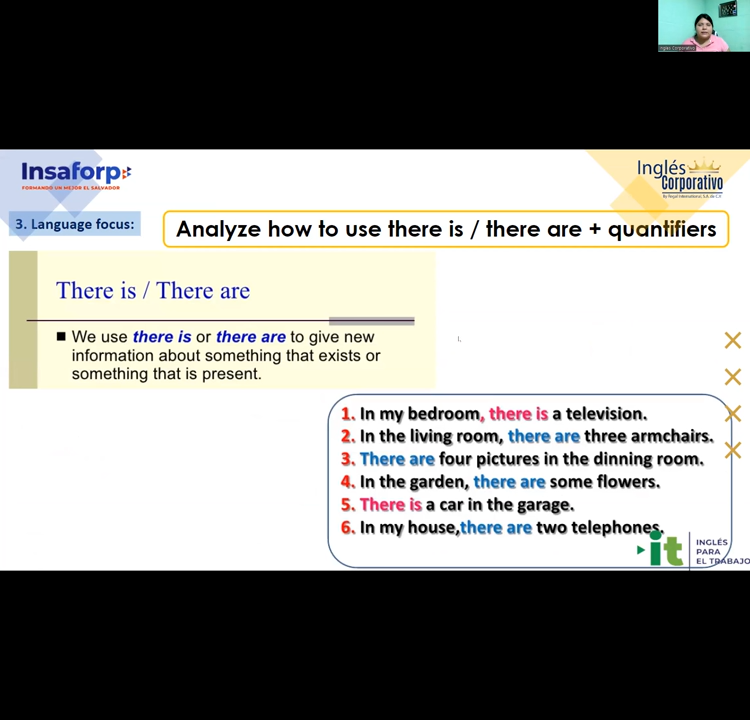 Inglés Corporativo
Insaforp
FORMANDO UN MEJOR EL SALVADOR
Inglés
Corporativo
By Royal International, S.A. de C.V
3. Language focus:
Analyze how to use there is / there are + quantifiers
There is / There are
■ We use there is or there are to give new
information about something that exists or
something that is present.
1. In my bedroom, there is a television.
2. In the living room, there are three armchairs.
3. There are four pictures in the dinning room.
4. In the garden, there are some flowers.
5. There is a car in the garage.
6. In my house,there are two telephones.
it
INGLÉS
PARA
EL TRABAJO